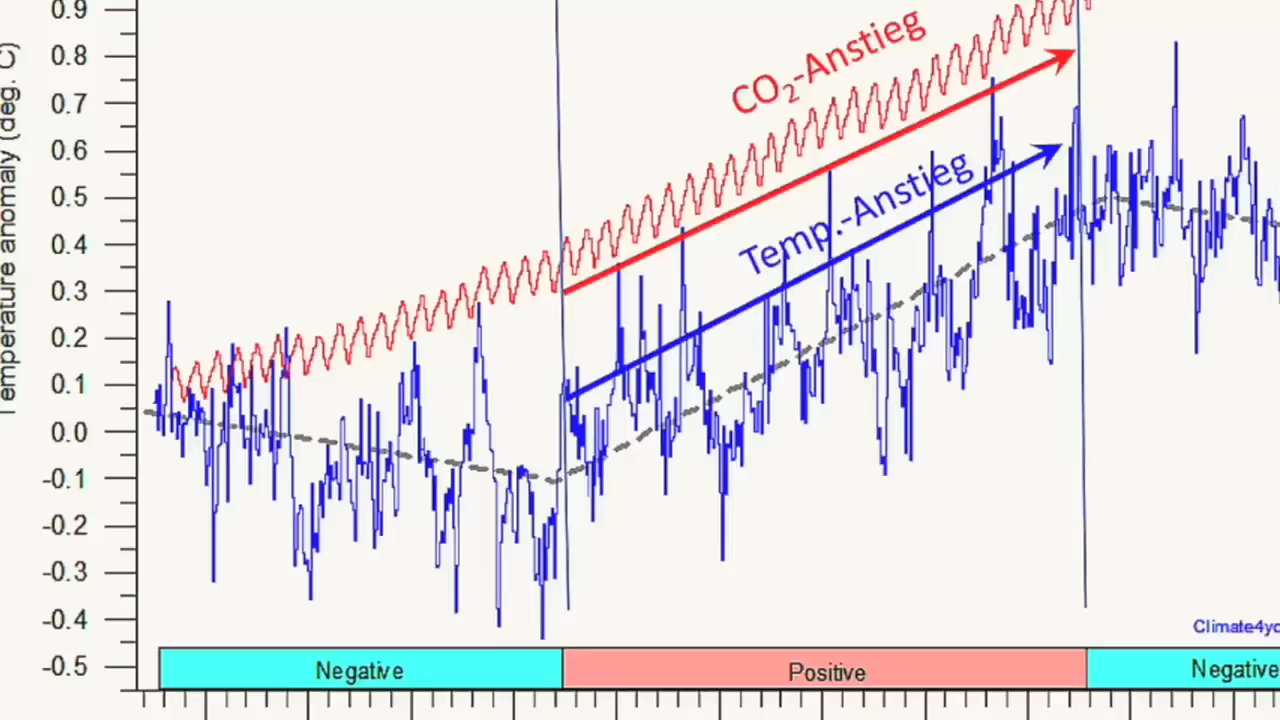 0.9
0.8
0.7
0.6
0.5
0.4
0.3
0.2
0.1
0.0
-0.1
-0.2
-0.3
-0.4
-0.5
Temperature anomaly (deg. C)
CO₂-Anstieg
Temp.-Anstieg
Climate4yo
Negative
Positive
Negative